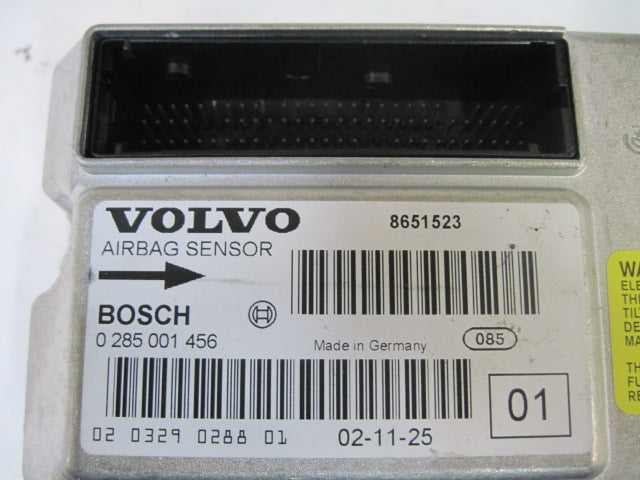 VOLVO 8651523
AIRBAG SENSOR
BOSCH
0 285 001 456 Made in Germany 085
01
02 0329 0288 01 02-11-25